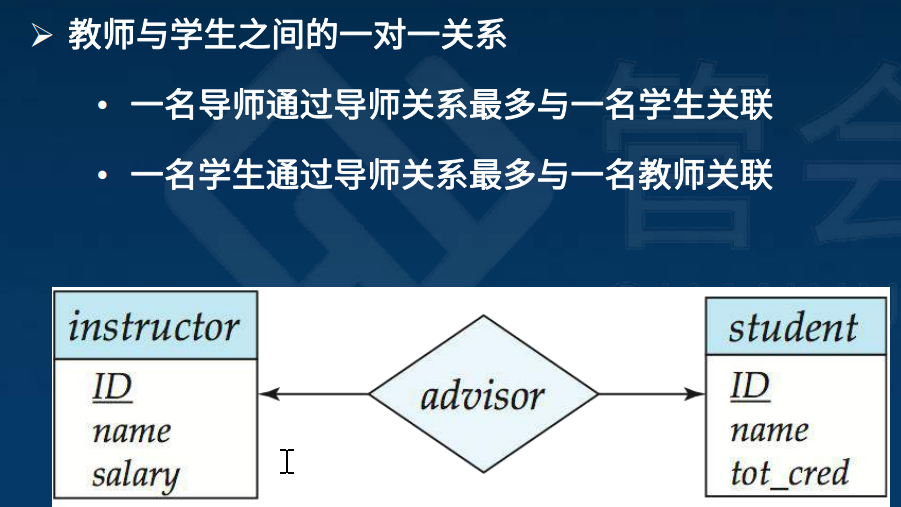 教师与学生之间的一对一关系
一名导师通过导师关系最多与一名学生关联
一名学生通过导师关系最多与一名教师关联
管会
instructor
student
advisor
ID
ID
name
name
salary
tot_cred